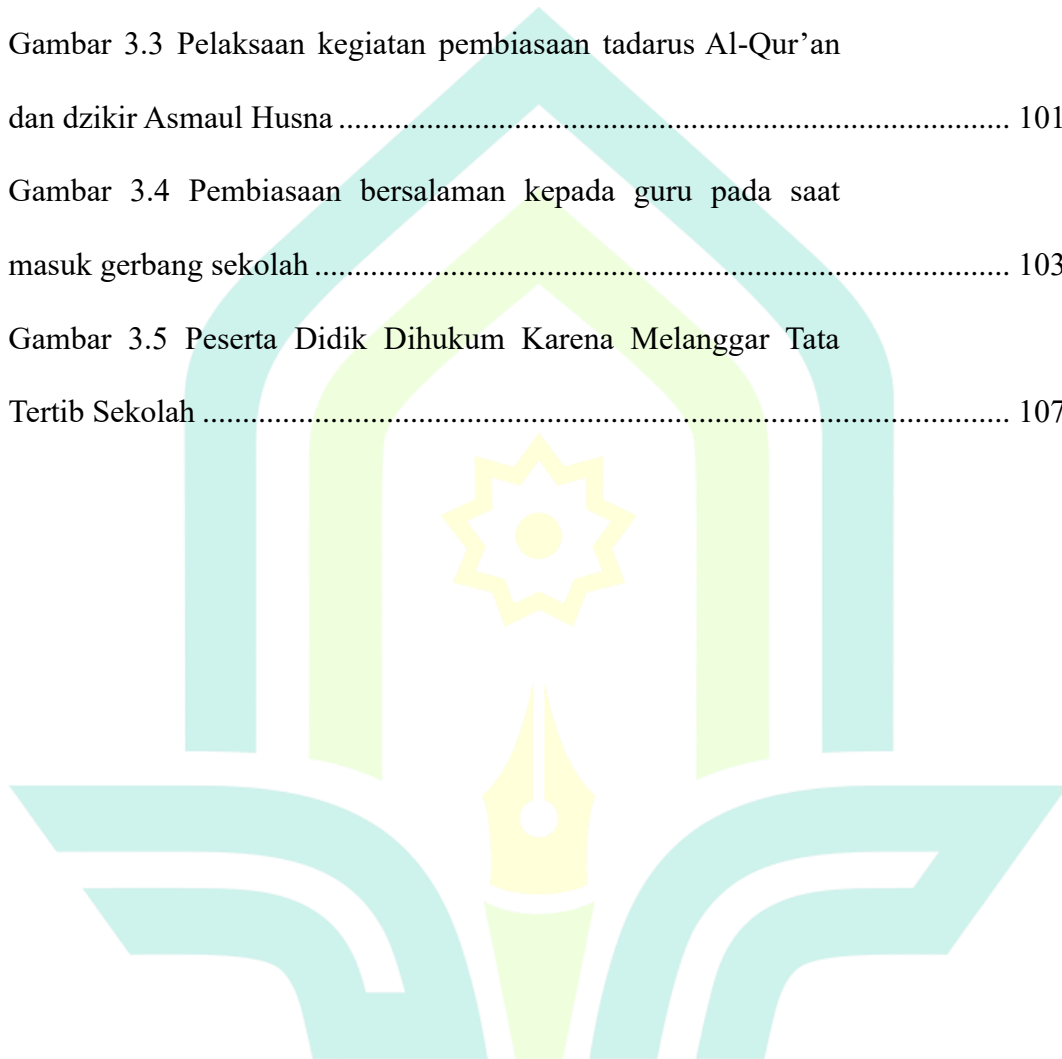 Gambar 3.3 Pelaksaan kegiatan pembiasaan tadarus Al-Qur’an
dan dzikir Asmaul Husna ..................................................................................... 101
Gambar 3.4 Pembiasaan bersalaman kepada guru pada saat
masuk gerbang sekolah ........................................................................................ 103
Gambar 3.5 Peserta Didik Dihukum Karena Melanggar Tata
Tertib Sekolah ...................................................................................................... 107